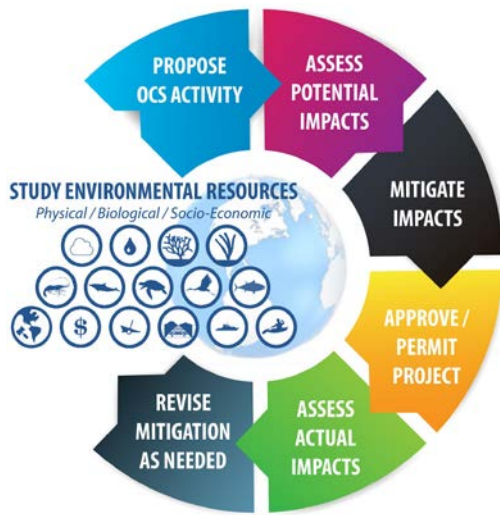 PROPOSE
OCS ACTIVITY
ASSESS
POTENTIAL
IMPACTS
MITIGATE
IMPACTS
APPROVE /
PERMIT
PROJECT
ASSESS
ACTUAL
IMPACTS
REVISE
MITIGATION
AS NEEDED
STUDY ENVIRONMENTAL RESOURCES
Physical / Biological / Socio-Economic
$